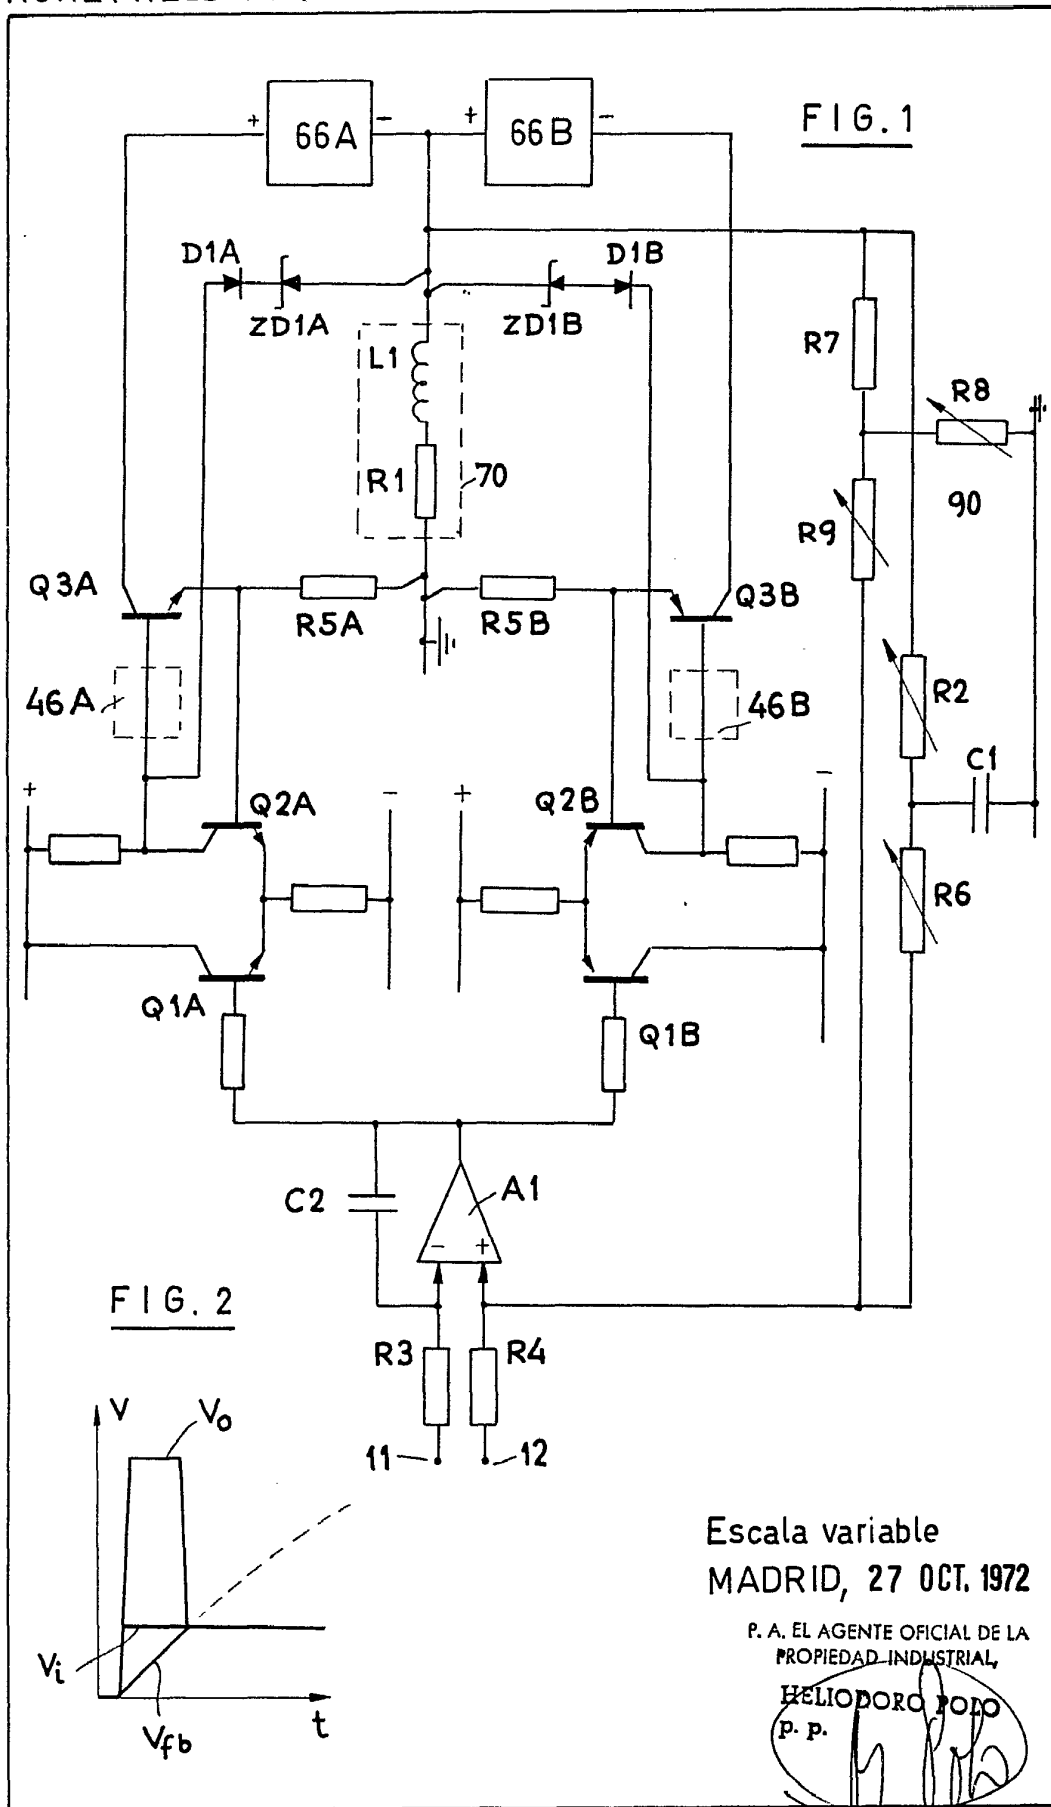 FIG. 1
+ 66A - + 66B -
D1A
D1B
ZD1A
ZD1B
L1
R7
R8
R1
70
90
R9
Q3A
R5A
R5B
Q3B
46A
46B
R2
C1
+ Q2A - + Q2B -
R6
Q1A
Q1B
C2
A1
- +
FIG. 2
R3
R4
11
12
V
Vo
Vi
Vfb
t
Escala variable
MADRID, 27 OCT. 1972
P. A. EL AGENTE OFICIAL DE LA
PROPIEDAD INDUSTRIAL,
HELIODORO POLO
p. p.